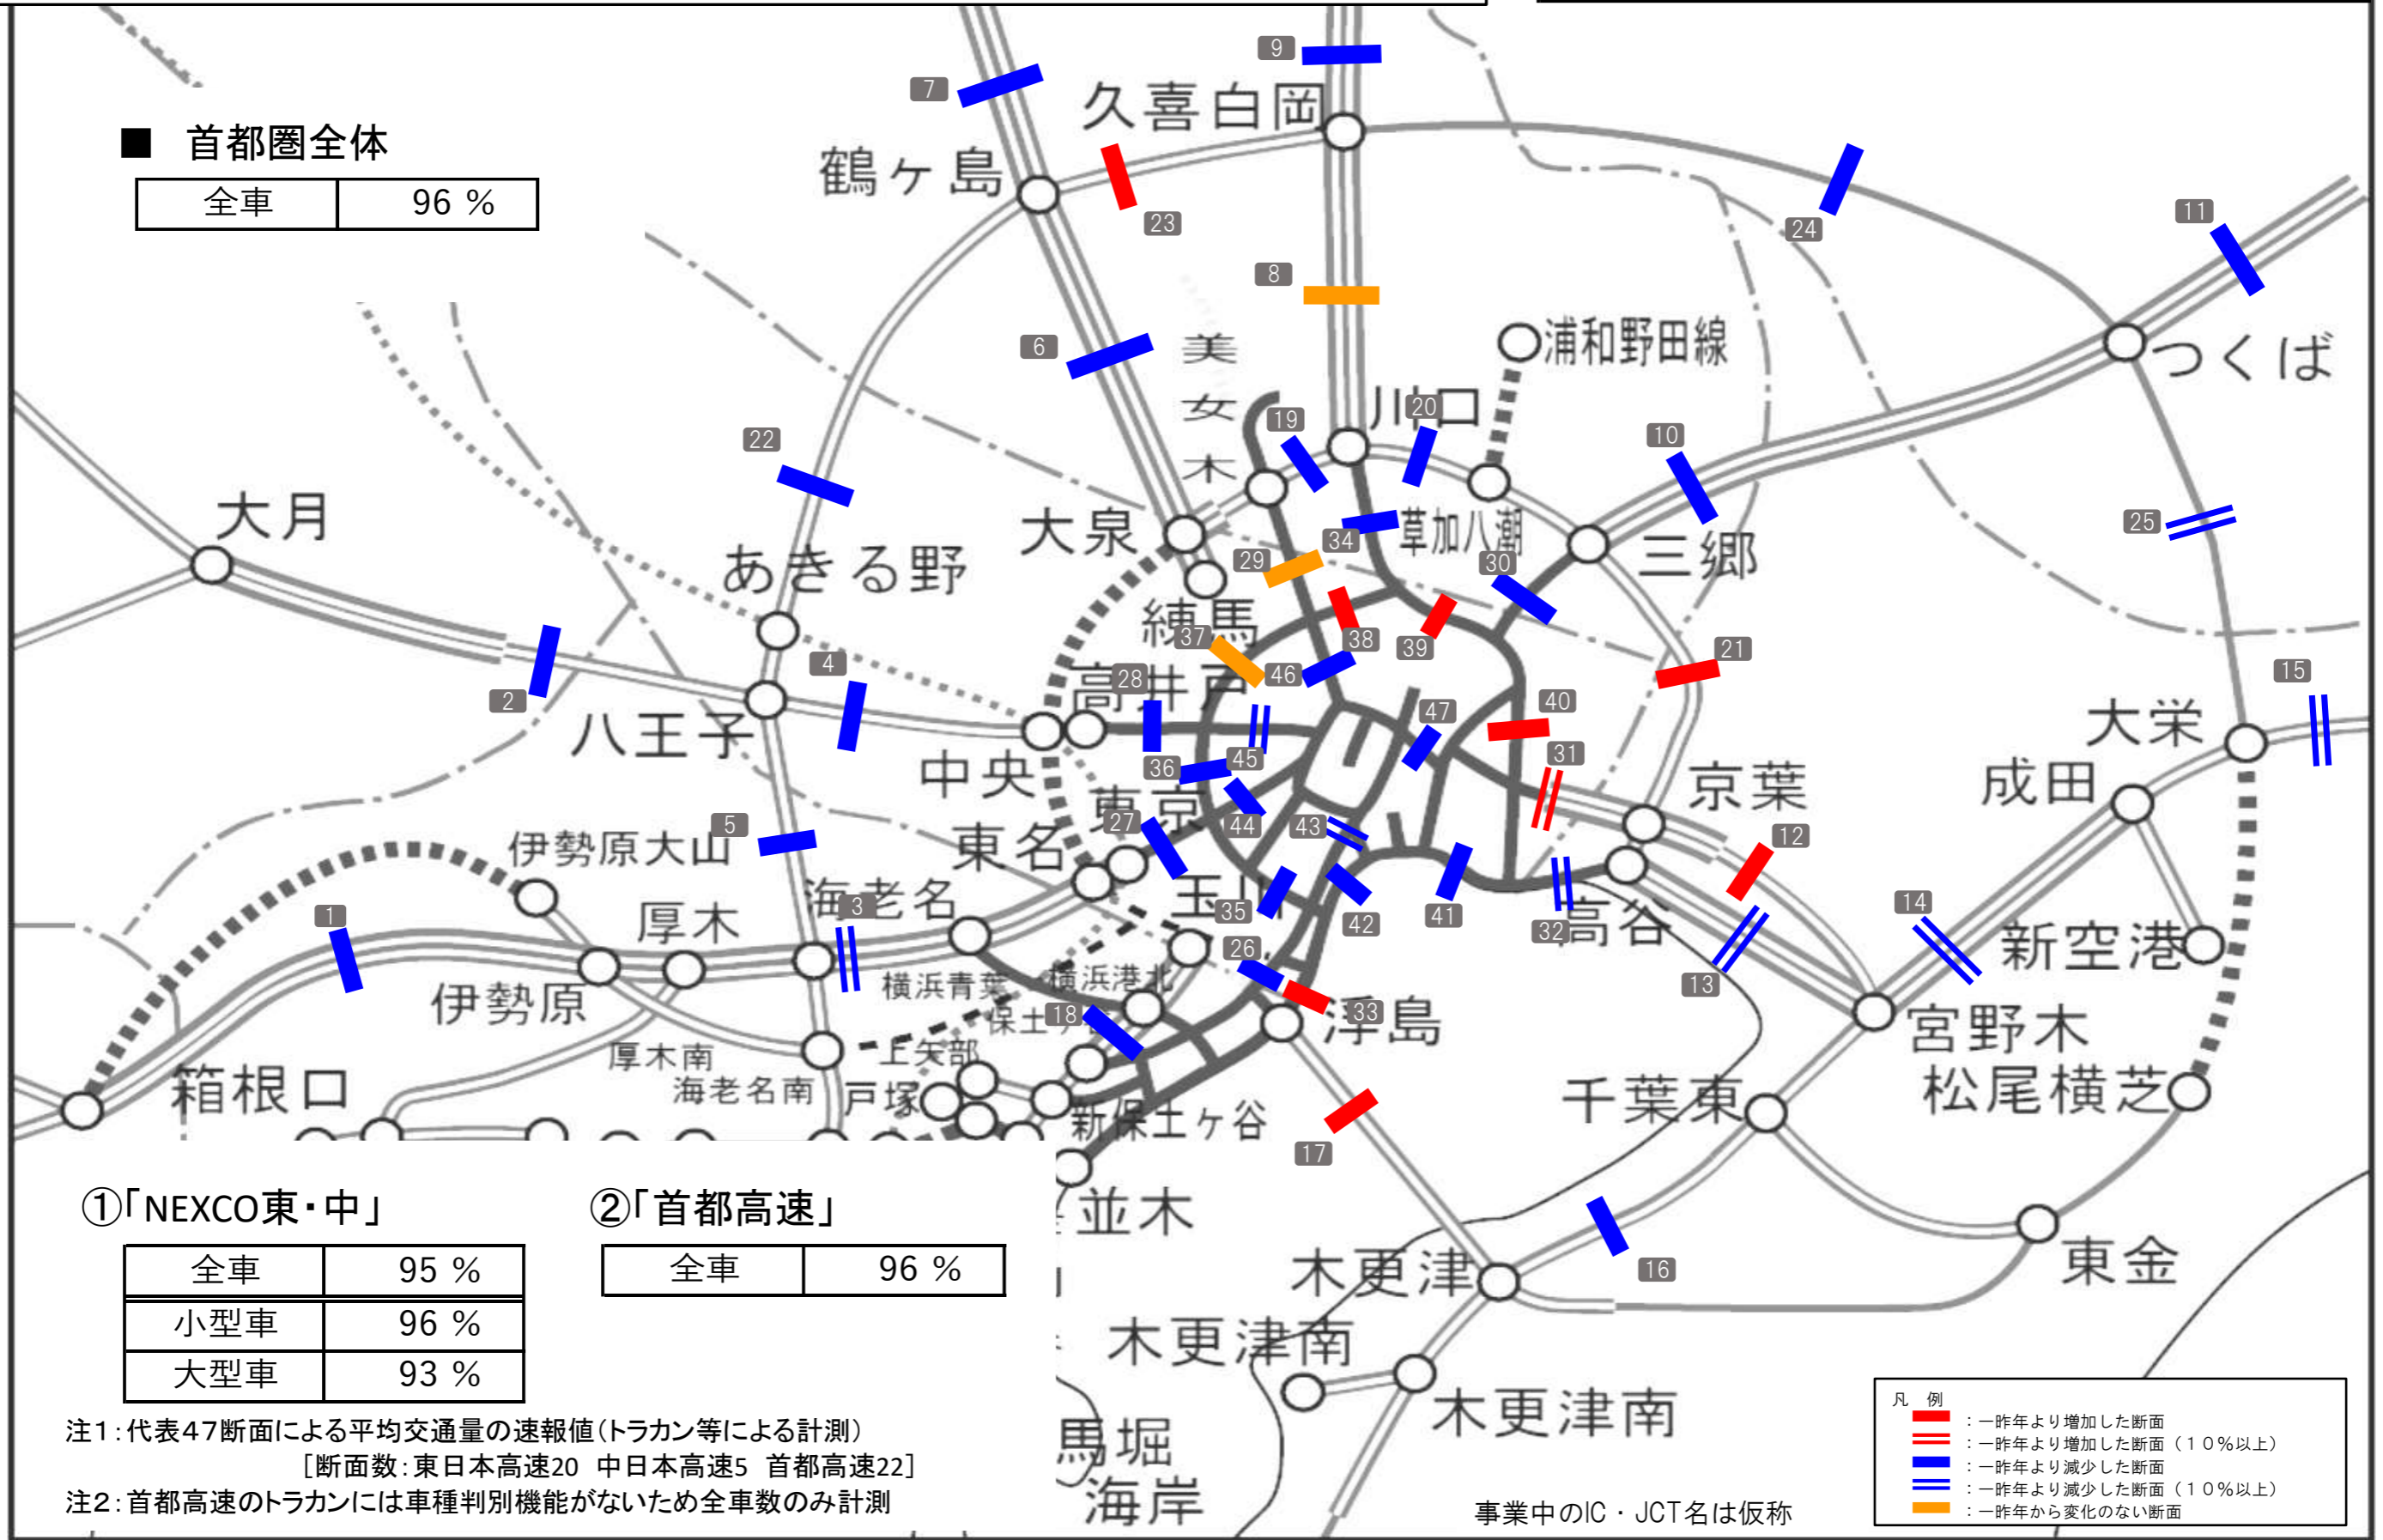 9
7
久喜白岡
■ 首都圏全体
鶴ヶ島
全車 96 %
23
24
11
8
美女木
6
浦和野田線
つくば
川口
19
20
22
10
大月
大泉
34
草加八潮
25
あきる野
29
30
三郷
練馬
37
38
39
21
4
46
高井戸
28
15
2
40
47
大栄
八王子
31
45
中央
36
京葉
成田
東京
5
伊勢原大山
27
44
43
12
東名
海老名
3
玉川
1
厚木
35
42
41
14
32
高谷
新空港
26
横浜青葉
横浜港北
13
伊勢原
18
保土ヶ谷
33
浮島
宮野木
厚木南
上矢部
箱根口
海老名南
戸塚
千葉東
松尾横芝
新保土ヶ谷
17
①「NEXCO東・中」
②「首都高速」
並木
全車 95 %
小型車 96 %
大型車 93 %
全車 96 %
木更津
16
東金
木更津南
木更津南
馬堀
海岸
注1：代表47断面による平均交通量の速報値（トラカン等による計測）
［断面数：東日本高速20 中日本高速5 首都高速22］
注2：首都高速のトラカンには車種判別機能がないため全車数のみ計測
事業中のIC・JCT名は仮称
凡 例
：一昨年より増加した断面
：一昨年より増加した断面（10%以上）
：一昨年より減少した断面
：一昨年より減少した断面（10%以上）
：一昨年から変化のない断面